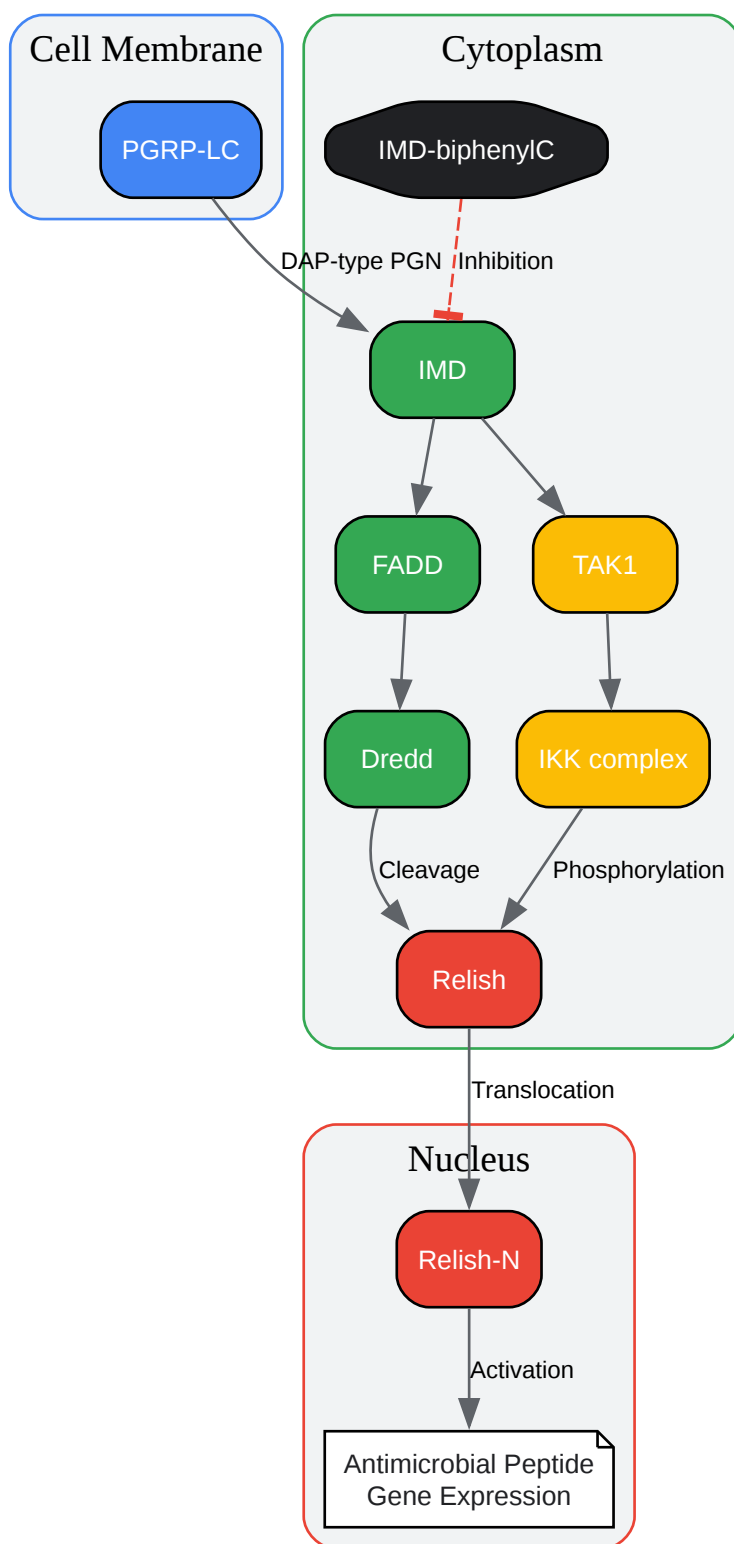 Cell Membrane
Cytoplasm
PGRP-LC
IMD-biphenylC
DAP-type PGN
Inhibition
IMD
FADD
TAK1
Dredd
IKK complex
Cleavage
Phosphorylation
Relish
Translocation
Nucleus
Relish-N
Activation
Antimicrobial Peptide
Gene Expression